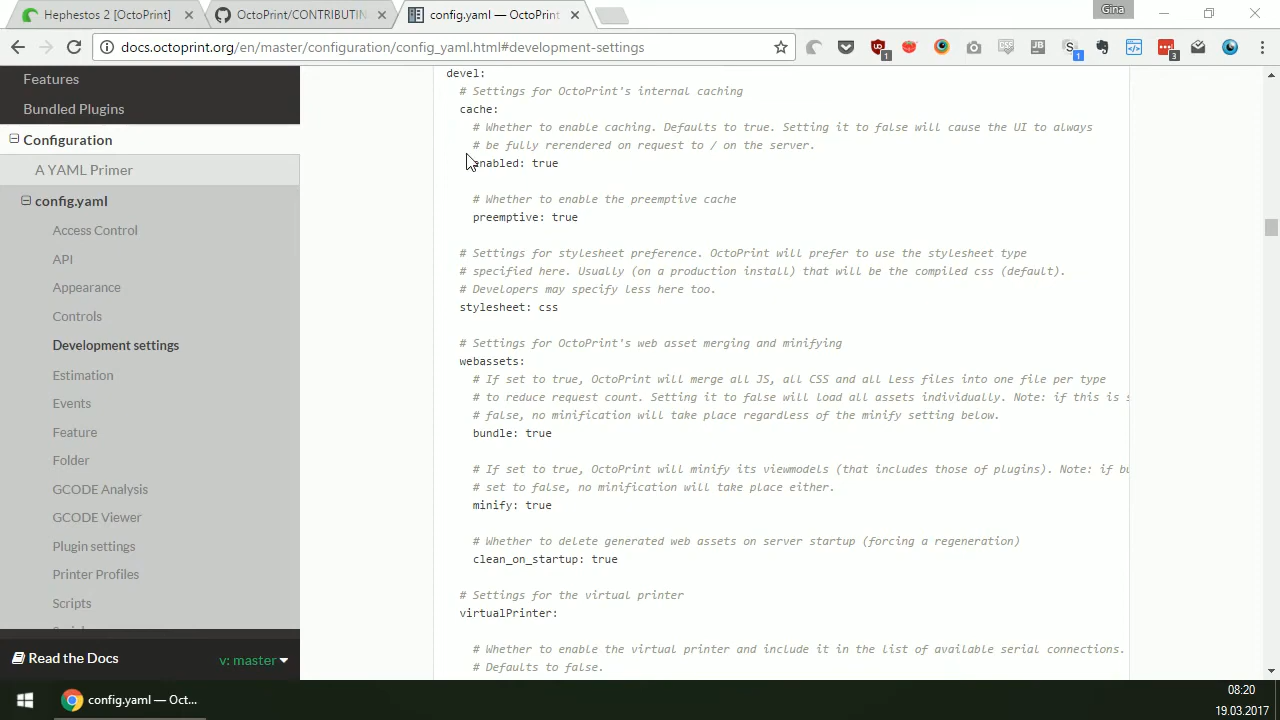 Hephestos 2 [OctoPrint]
OctoPrint/CONTRIBUTIN
config.yaml — OctoPrint
Gina
docs.octoprint.org/en/master/configuration/config_yaml.html#development-settings
Features
Bundled Plugins
Configuration
A YAML Primer
config.yaml
Access Control
API
Appearance
Controls
Development settings
Estimation
Events
Feature
Folder
GCODE Analysis
GCODE Viewer
Plugin settings
Printer Profiles
Scripts
Read the Docs
v: master
devel:
# Settings for OctoPrint's internal caching
cache:
# Whether to enable caching. Defaults to true. Setting it to false will cause the UI to always
# be fully rerendered on request to / on the server.
enabled: true
# Whether to enable the preemptive cache
preemptive: true
# Settings for stylesheet preference. OctoPrint will prefer to use the stylesheet type
# specified here. Usually (on a production install) that will be the compiled css (default).
# Developers may specify less here too.
stylesheet: css
# Settings for OctoPrint's web asset merging and minifying
webassets:
# If set to true, OctoPrint will merge all JS, all CSS and all Less files into one file per type
# to reduce request count. Setting it to false will load all assets individually. Note: if this is s
# false, no minification will take place regardless of the minify setting below.
bundle: true
# If set to true, OctoPrint will minify its viewmodels (that includes those of plugins). Note: if bu
# set to false, no minification will take place either.
minify: true
# Whether to delete generated web assets on server startup (forcing a regeneration)
clean_on_startup: true
# Settings for the virtual printer
virtualPrinter:
# Whether to enable the virtual printer and include it in the list of available serial connections.
# Defaults to false.
config.yaml — Oct...
08:20
19.03.2017